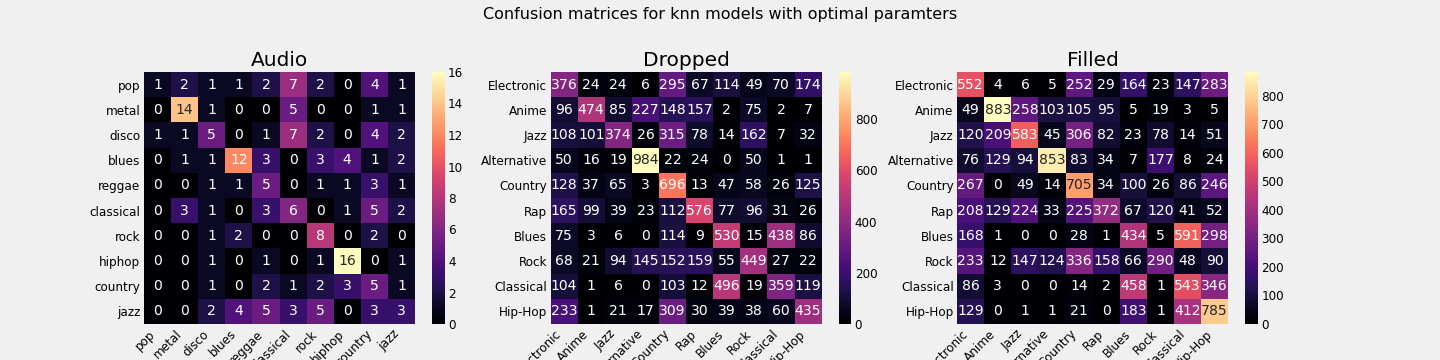 Confusion matrices for knn models with optimal paramters
Audio
pop 1 2 1 1 2 7 2 0 4 1
metal 0 14 1 0 0 5 0 0 1 1
disco 1 1 5 0 1 7 2 0 4 2
blues 0 1 1 12 3 0 3 4 1 2
reggae 0 0 1 1 5 0 1 1 3 1
classical 0 3 1 0 3 6 0 1 5 2
rock 0 0 1 2 0 0 8 0 2 0
hiphop 0 0 1 0 1 0 1 16 1 1
country 0 0 1 0 2 1 2 3 5 1
jazz 0 0 2 4 5 3 5 0 3 3
pop metal disco blues reggae classical rock hiphop country jazz
16
14
12
10
8
6
4
2
0
Dropped
Electronic 376 24 24 6 295 67 114 49 70 174
Anime 96 474 85 227 148 157 2 75 2 7
Jazz 108 101 374 26 315 78 14 162 7 32
Alternative 50 16 19 984 22 24 0 50 1 1
Country 128 37 65 3 696 13 47 58 26 125
Rap 165 99 39 23 112 576 77 96 31 26
Blues 75 3 6 0 114 9 530 15 438 86
Rock 68 21 94 145 152 159 55 449 27 22
Classical 104 1 6 0 103 12 496 19 359 119
Hip-Hop 233 1 21 17 309 30 39 38 60 435
ctronic Anime Jazz rnative Country Rap Blues Rock lassical Hip-Hop
800
600
400
200
0
Filled
Electronic 552 4 6 5 252 29 164 23 147 283
Anime 49 883 258 103 105 95 5 19 3 5
Jazz 120 209 583 45 306 82 23 78 14 51
Alternative 76 129 94 853 83 34 7 177 8 24
Country 267 0 49 14 705 34 100 26 86 246
Rap 208 129 224 33 225 372 67 120 41 52
Blues 168 1 0 0 28 1 434 5 591 298
Rock 233 12 147 124 336 158 66 290 48 90
Classical 86 3 0 0 14 2 458 1 543 346
Hip-Hop 129 0 1 1 21 0 183 1 412 785
ctronic Anime Jazz rnative Country Rap Blues Rock lassical Hip-Hop
800
700
600
500
400
300
200
100
0